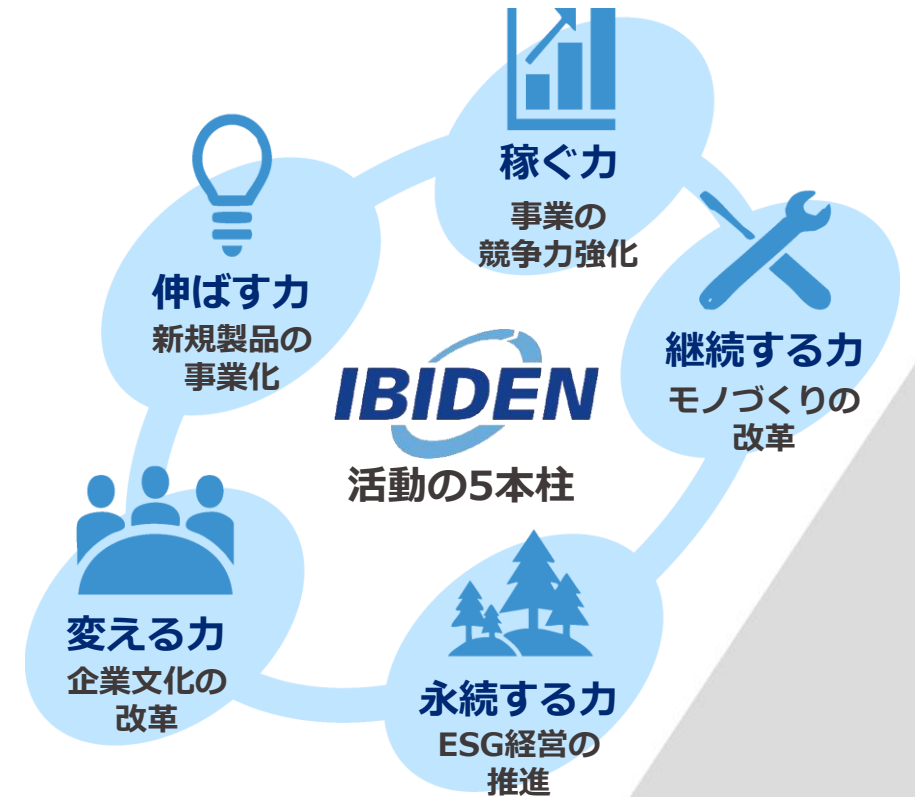 稼ぐ力
事業の
競争力強化
伸ばす力
新規製品の
事業化
継続する力
モノづくりの
改革
IBIDEN
活動の5本柱
変える力
企業文化の
改革
永続する力
ESG経営の
推進